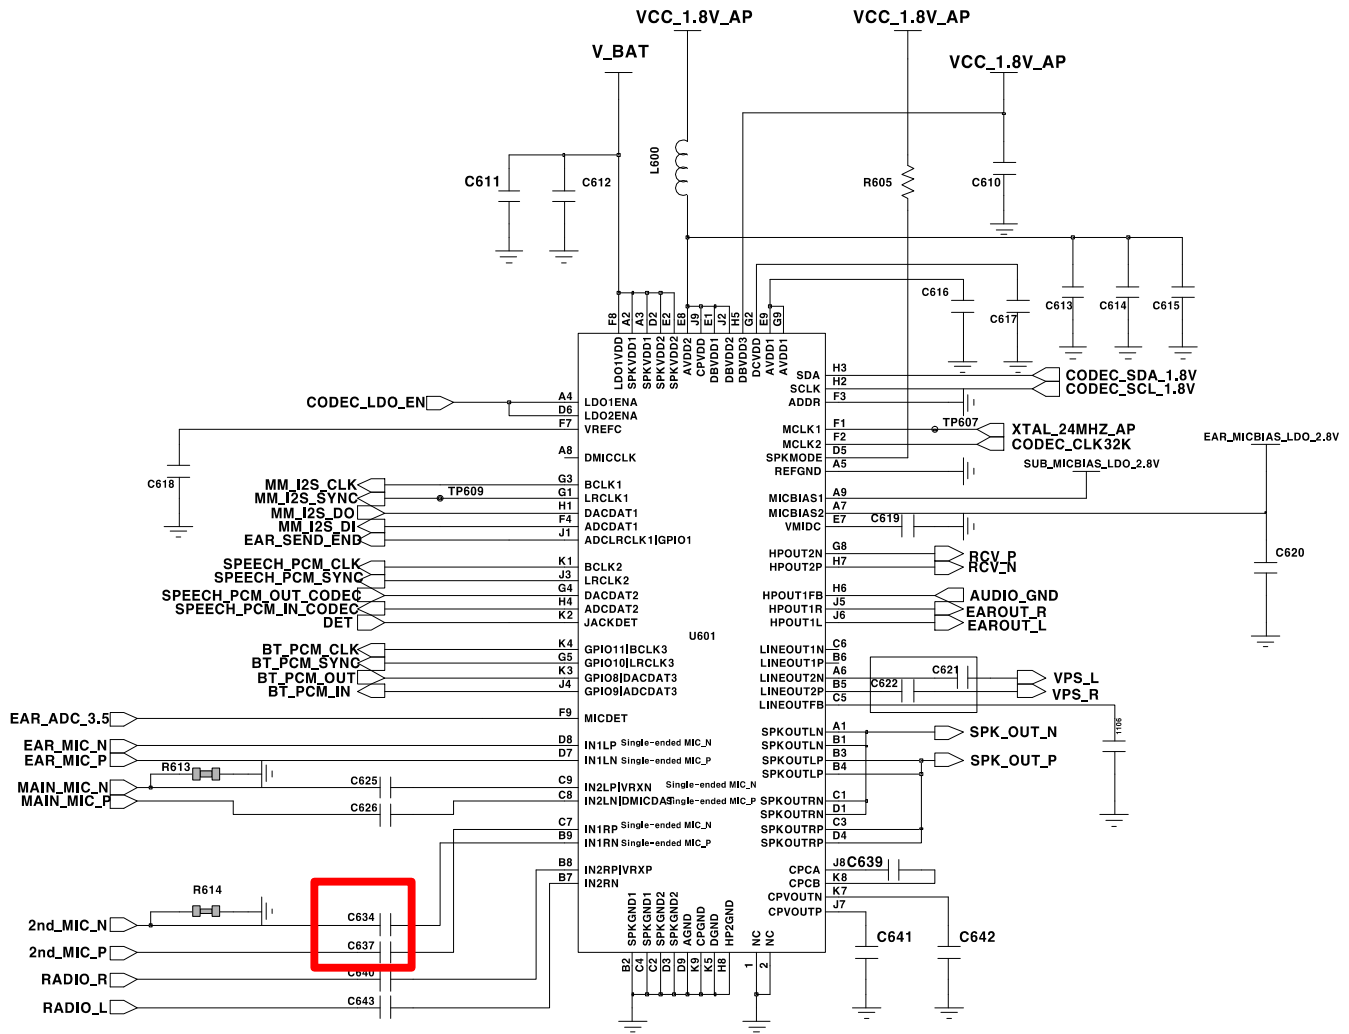 VCC_1.8V_AP
VCC_1.8V_AP
V_BAT
VCC_1.8V_AP
L600
C611
C612
R605
C610
C616
C617
C613
C614
C615
F8
A2
A3
D2
E2
E8
J9
E1
J2
H5
G2
E9
G9
LDO1VDD
SPKVDD1
SPKVDD1
SPKVDD2
SPKVDD2
AVDD2
CPVDD
DBVDD1
DBVDD2
DBVDD3
DCVDD
AVDD1
AVDD1
CODEC_LDO_EN
A4 LDO1ENA
D6 LDO2ENA
F7 VREFC
C618
A8 DMICCLK
MM_I2S_CLK G3 BCLK1
MM_I2S_SYNC TP609 G1 LRCLK1
MM_I2S_DO H1 DACDAT1
MM_I2S_DI F4 ADCDAT1
EAR_SEND_END J1 ADCLRCLK1|GPIO1
SPEECH_PCM_CLK K1 BCLK2
SPEECH_PCM_SYNC J3 LRCLK2
SPEECH_PCM_OUT_CODEC G4 DACDAT2
SPEECH_PCM_IN_CODEC H4 ADCDAT2
DET K2 JACKDET
U601
BT_PCM_CLK K4 GPIO11|BCLK3
BT_PCM_SYNC G5 GPIO10|LRCLK3
BT_PCM_OUT K3 GPIO8|DACDAT3
BT_PCM_IN J4 GPIO9|ADCDAT3
EAR_ADC_3.5 F9 MICDET
EAR_MIC_N D8 IN1LP Single-ended MIC_N
EAR_MIC_P D7 IN1LN Single-ended MIC_P
R613
MAIN_MIC_N C625 C9 IN2LP|VRXN Single-ended MIC_N
MAIN_MIC_P C626 C8 IN2LN|DMICDAT Single-ended MIC_P
C7 IN1RP Single-ended MIC_N
B9 IN1RN Single-ended MIC_P
B8 IN2RP|VRXP
B7 IN2RN
R614
2nd_MIC_N C634
2nd_MIC_P C637
RADIO_R C640
RADIO_L C643
SDA H3 CODEC_SDA_1.8V
SCLK H2 CODEC_SCL_1.8V
ADDR F3
MCLK1 F1 TP607 XTAL_24MHZ_AP
MCLK2 F2 CODEC_CLK32K
SPKMODE D5
REFGND A5
EAR_MICBIAS_LDO_2.8V
SUB_MICBIAS_LDO_2.8V
MICBIAS1 A9
MICBIAS2 A7
VMIDC E7 C619
C620
HPOUT2N G8 RCV_P
HPOUT2P H7 RCV_N
HPOUT1FB H6 AUDIO_GND
HPOUT1R J5 EAROUT_R
HPOUT1L J6 EAROUT_L
LINEOUT1N C6
LINEOUT1P B6
LINEOUT2N A6 C621 VPS_L
LINEOUT2P B5 C622 VPS_R
LINEOUTFB C5
1106
SPKOUTLN A1 SPK_OUT_N
SPKOUTLN B1
SPKOUTLP B3 SPK_OUT_P
SPKOUTLP B4
SPKOUTRN C1
SPKOUTRN D1
SPKOUTRP C3
SPKOUTRP D4
CPCA J8 C639
CPCB K8
CPVOUTN K7
CPVOUTP J7
C641
C642
SPKGND1
SPKGND1
SPKGND2
SPKGND2
AGND
CPGND
DGND
HP2GND
NC
NC
B2
C4
C2
D3
D9
K9
K5
H8
1
2